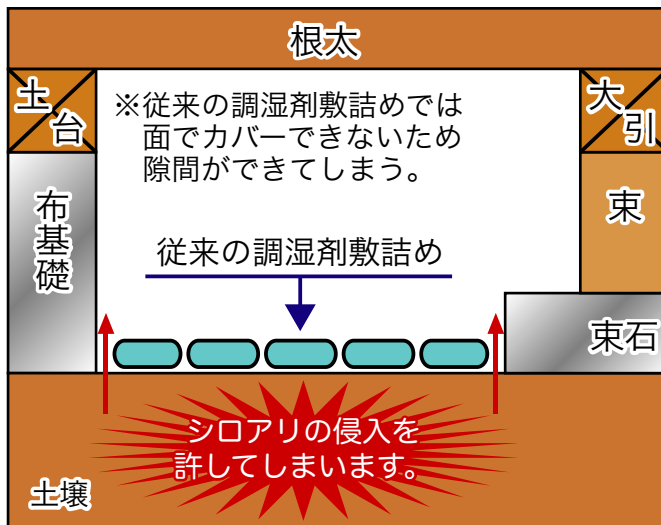 根太
土台
大引
※従来の調湿剤敷詰めでは
面でカバーできないため
隙間ができてしまう。
布基礎
束
従来の調湿剤敷詰め
束石
シロアリの侵入を
許してしまいます。
土壌